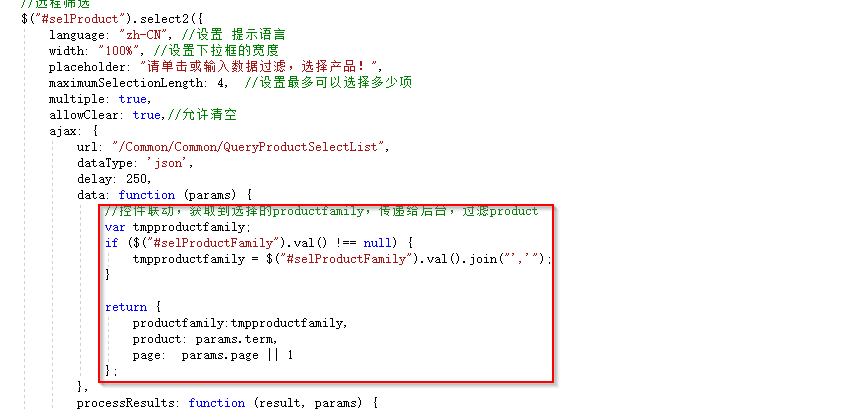 //远程筛选
$("#selProduct").select2({
language: "zh-CN", //设置 提示语言
width: "100%", //设置下拉框的宽度
placeholder: "请单击或输入数据过滤，选择产品！",
maximumSelectionLength: 4,  //设置最多可以选择多少项
multiple: true,
allowClear: true,//允许清空
ajax: {
url: "/Common/Common/QueryProductSelectList",
dataType: 'json',
delay: 250,
data: function (params) {
//控件联动，获取到选择的productfamily，传递给后台，过滤product
var tmpproductfamily;
if ($("#selProductFamily").val() !== null) {
tmpproductfamily = $("#selProductFamily").val().join("','");
}
return {
productfamily:tmpproductfamily,
product: params.term,
page:  params.page || 1
};
},
processResults: function (result, params) {